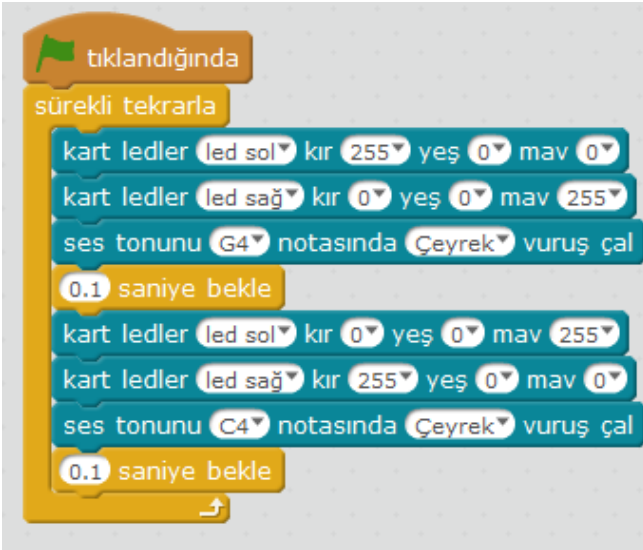 tıklandığında
sürekli tekrarla
kart ledler led sol kır 255 yeş 0 mav 0
kart ledler led sağ kır 0 yeş 0 mav 255
ses tonunu G4 notasında Çeyrek vuruş çal
0.1 saniye bekle
kart ledler led sol kır 0 yeş 0 mav 255
kart ledler led sağ kır 255 yeş 0 mav 0
ses tonunu C4 notasında Çeyrek vuruş çal
0.1 saniye bekle